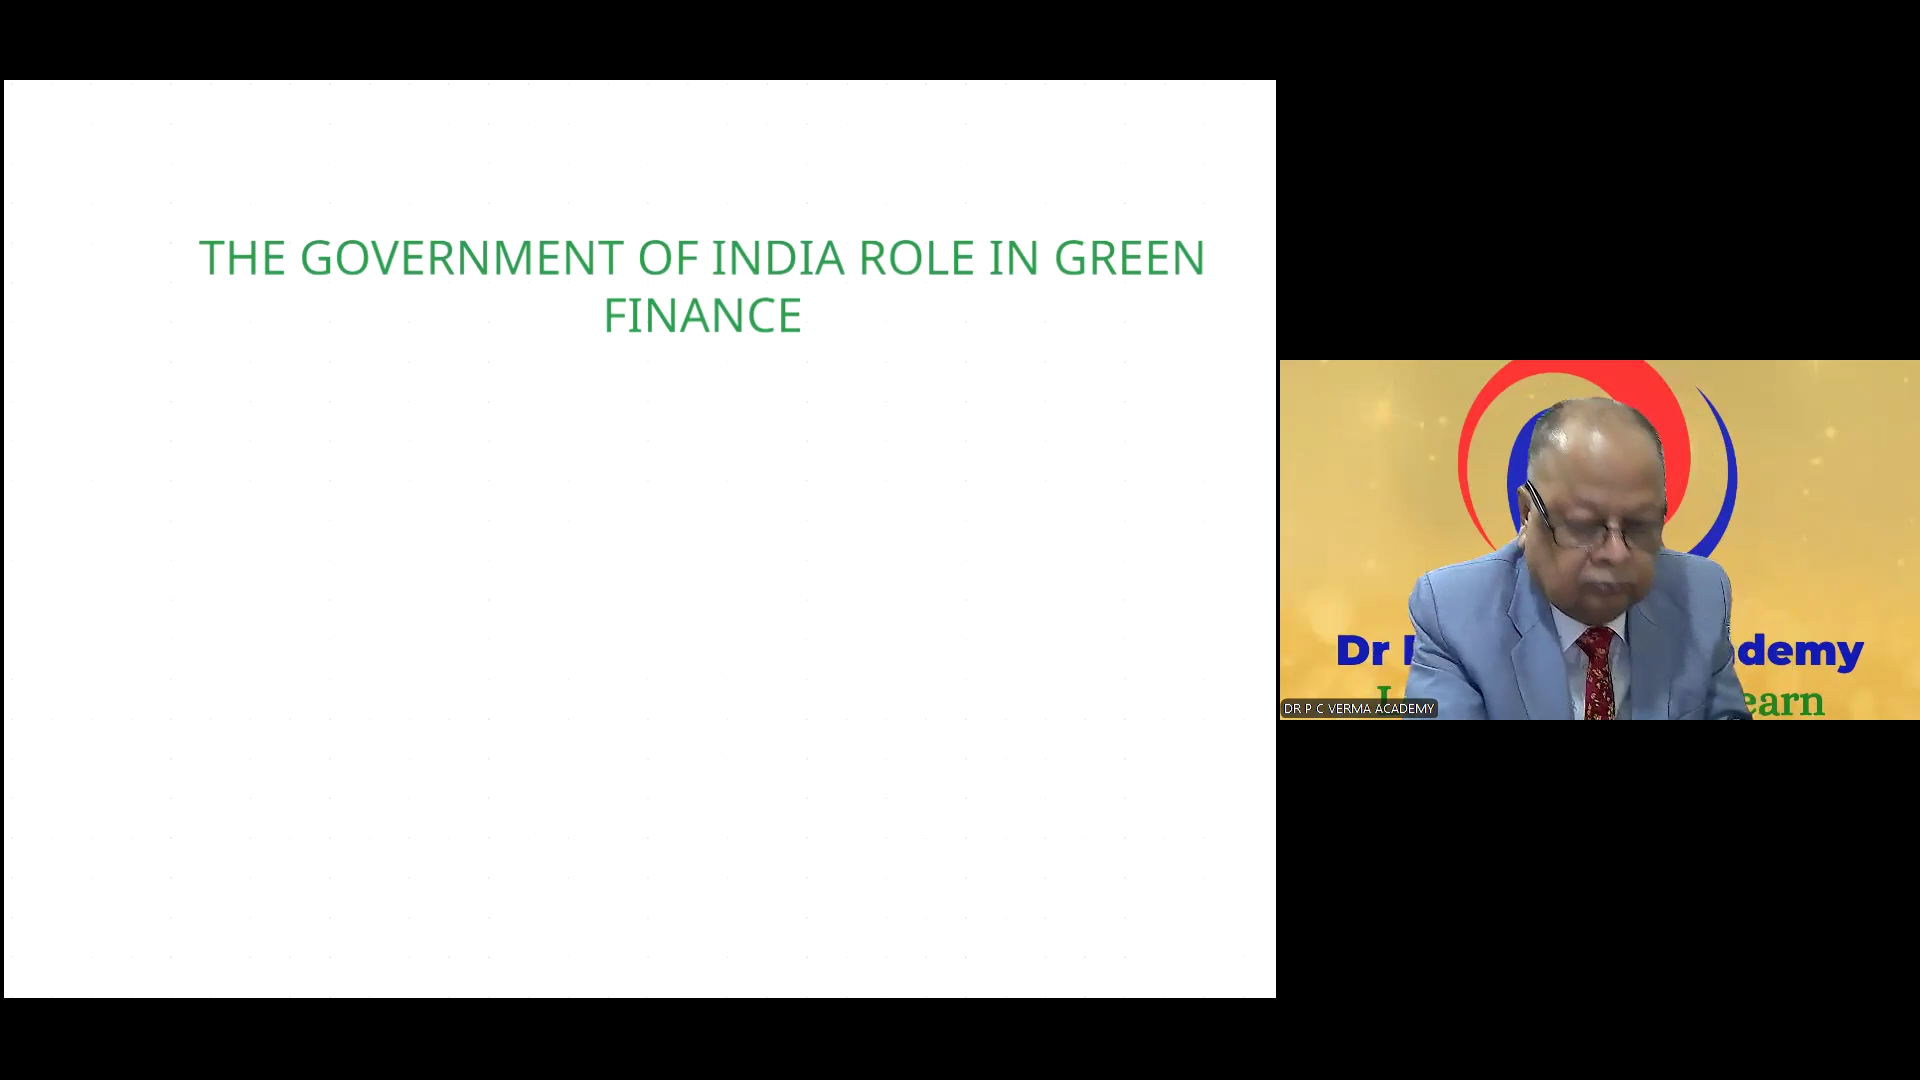 THE GOVERNMENT OF INDIA ROLE IN GREEN
FINANCE
Dr demy
earn
DR P C VERMA ACADEMY